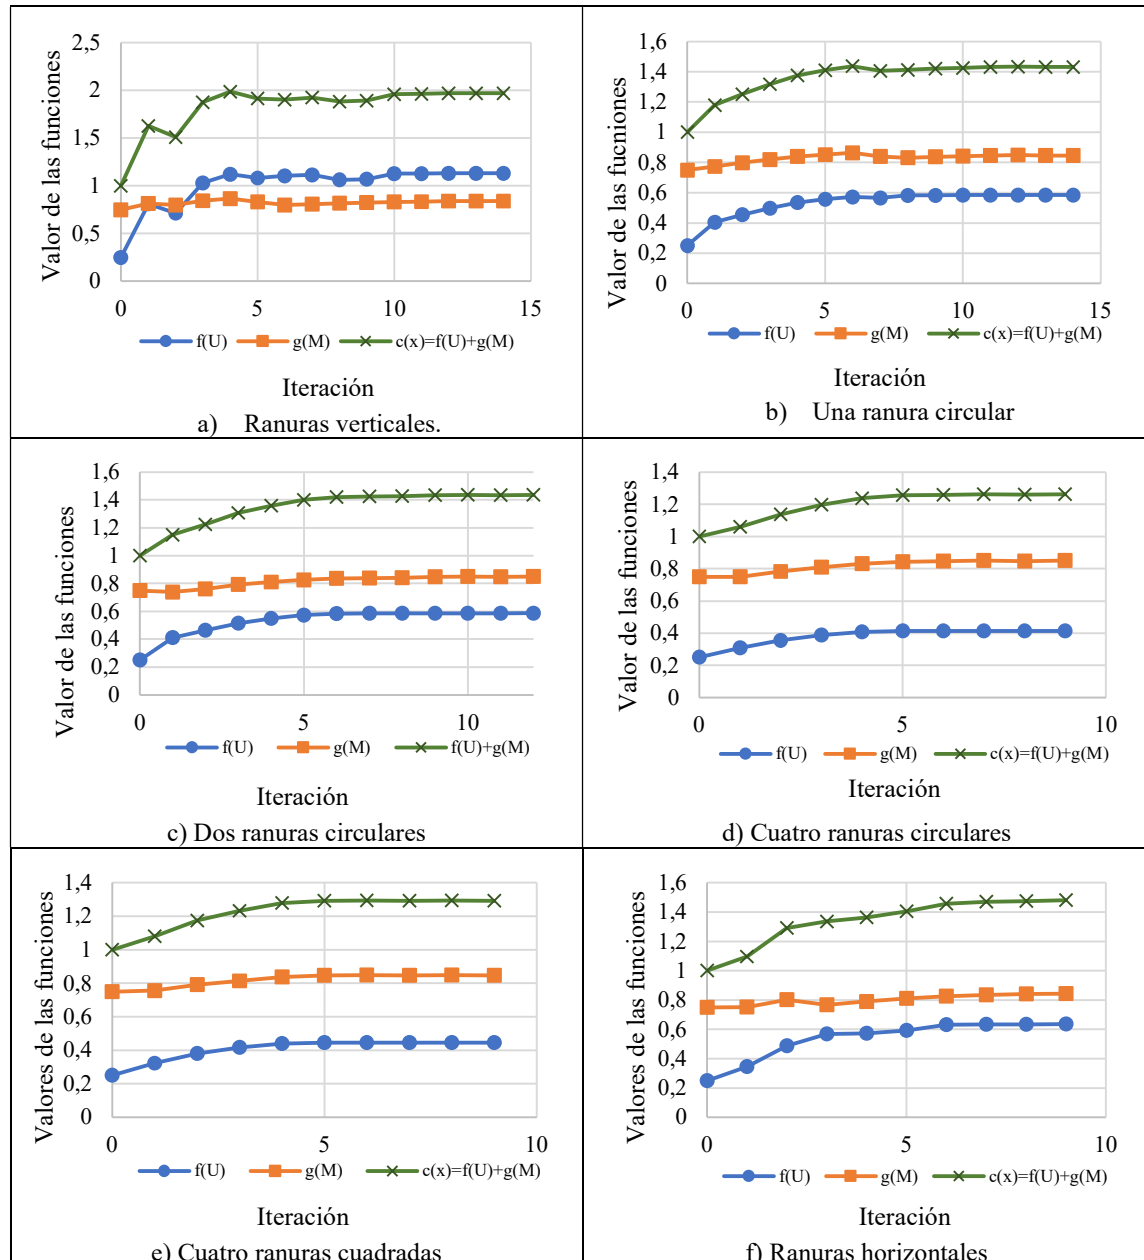 2,5
2
1,5
1
0,5
0
Valor de las funciones
0 5 10 15
f(U) g(M) c(x)=f(U)+g(M)
Iteración
a) Ranuras verticales.
1,6
1,4
1,2
1
0,8
0,6
0,4
0,2
0
Valor de las fucniones
0 5 10 15
f(U) g(M) c(x)=f(U)+g(M)
Iteración
b) Una ranura circular
1,6
1,4
1,2
1
0,8
0,6
0,4
0,2
0
Valor de las funciones
0 5 10
f(U) g(M) f(U)+g(M)
Iteración
c) Dos ranuras circulares
1,4
1,2
1
0,8
0,6
0,4
0,2
0
Valor de las funciones
0 5 10
f(U) g(M) c(x)=f(U)+g(M)
Iteración
d) Cuatro ranuras circulares
1,4
1,2
1
0,8
0,6
0,4
0,2
0
Valores de las funciones
0 5 10
f(U) g(M) c(x)=f(U)+g(M)
Iteración
e) Cuatro ranuras cuadradas
1,6
1,4
1,2
1
0,8
0,6
0,4
0,2
0
Valores de las funciones
0 5 10
f(U) g(M) c(x)=f(U)+g(M)
Iteración
f) Ranuras horizontales